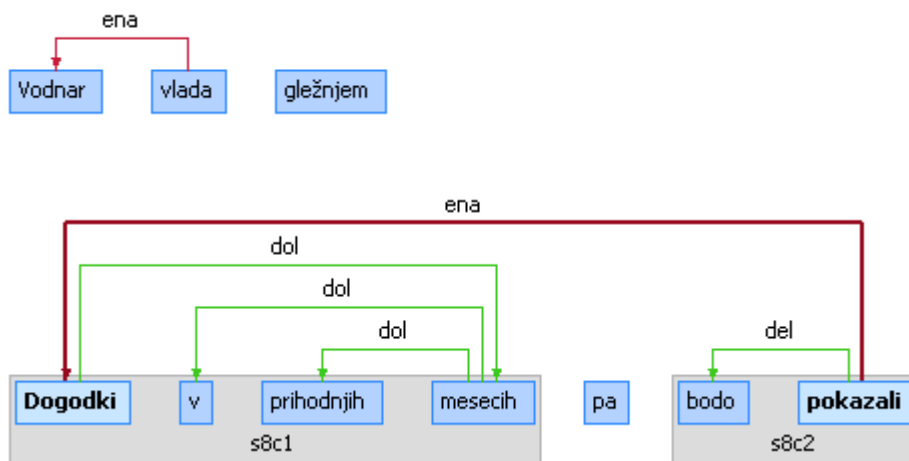 ena
Vodnar vlada gležnjem
ena
dol
dol
dol del
Dogodki v prihodnjih mesecih pa bodo pokazali
s8c1 s8c2